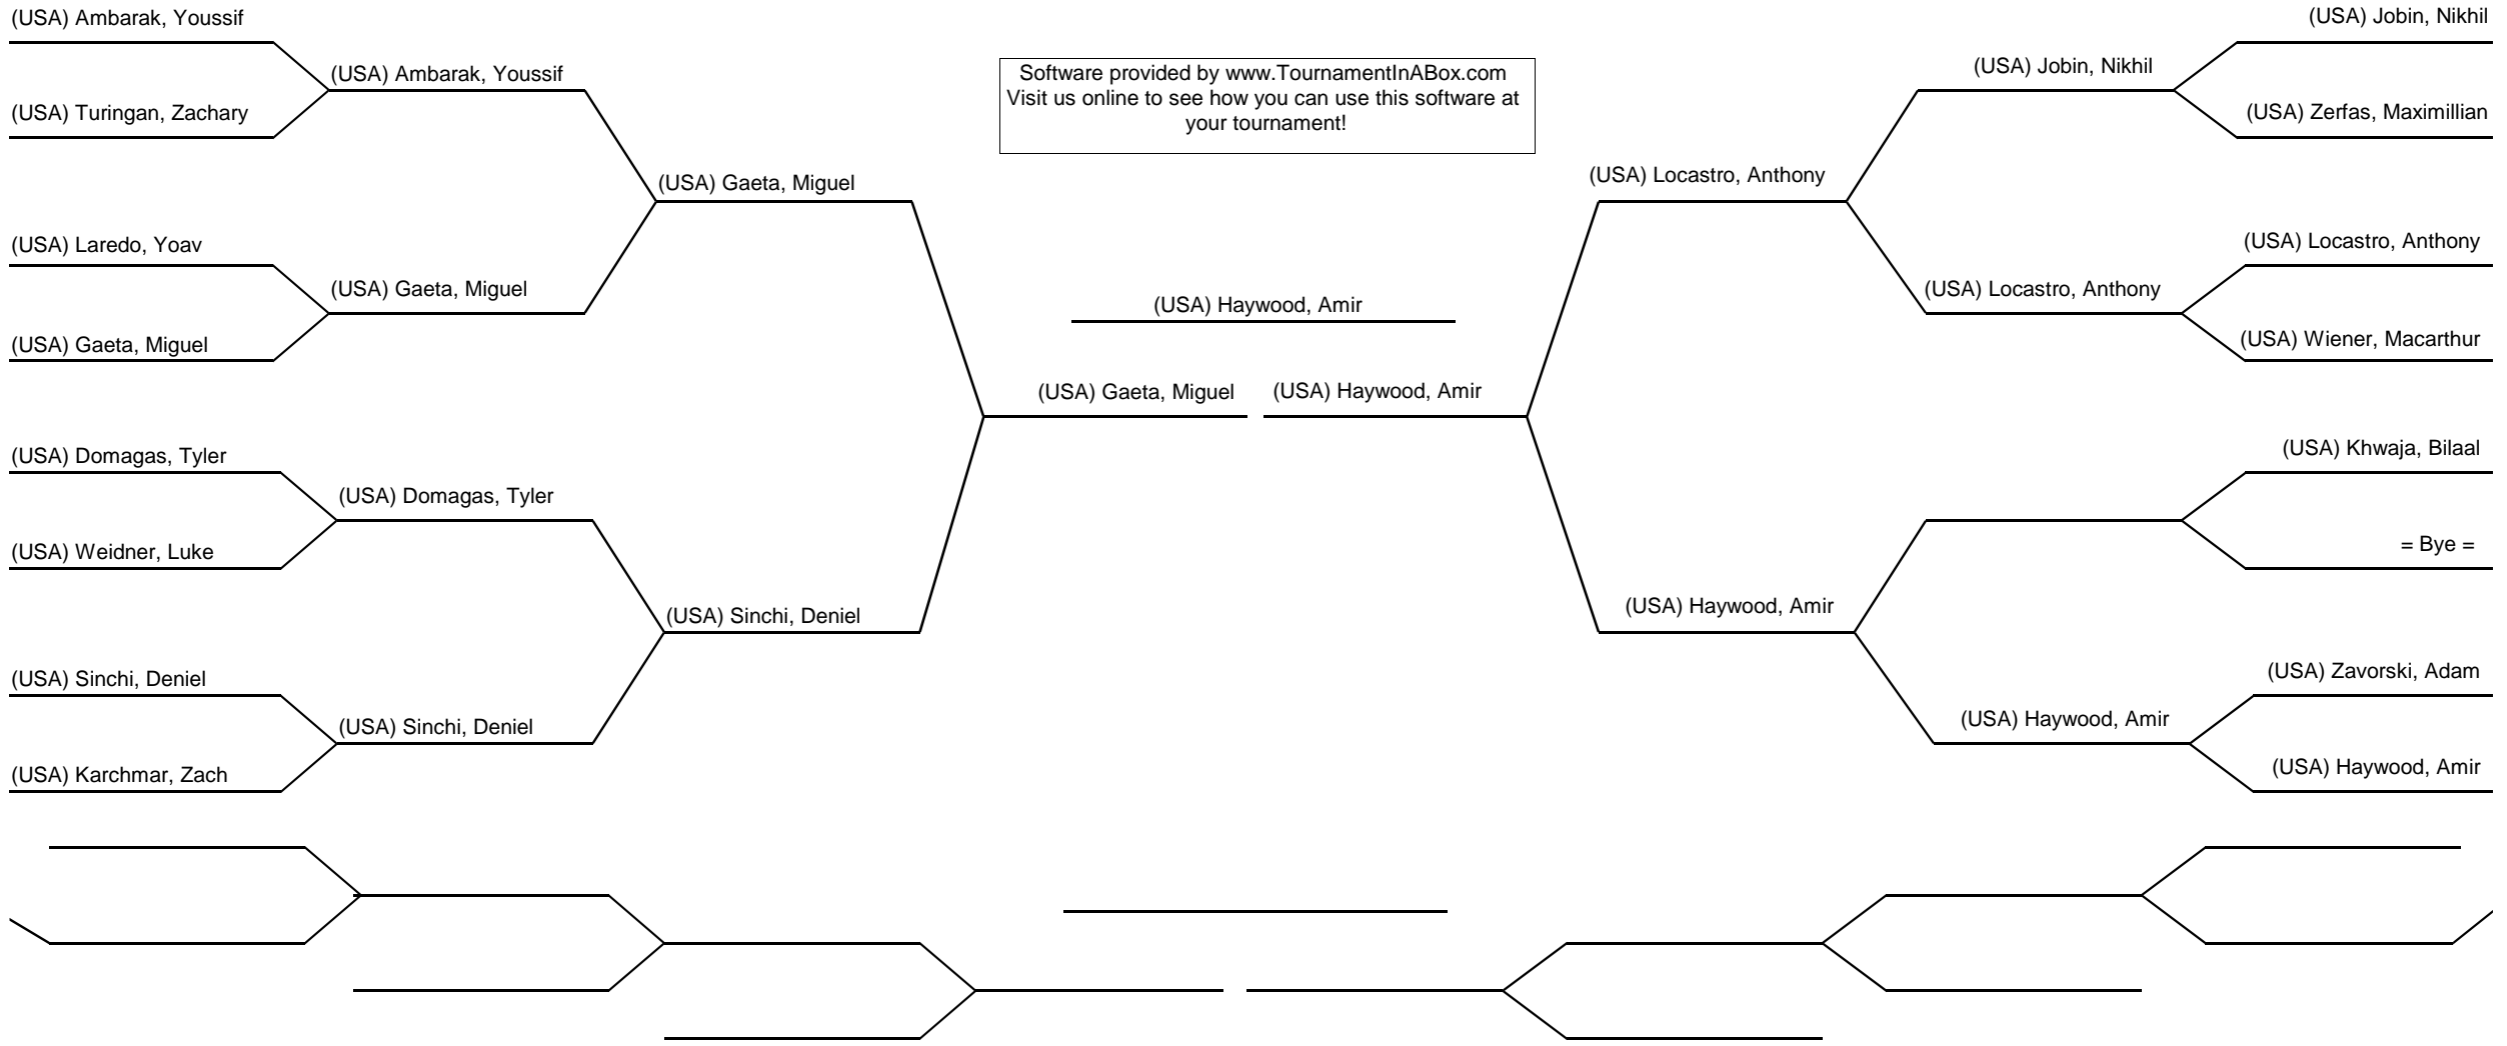 (USA) Ambarak, Youssif
(USA) Jobin, Nikhil
(USA) Ambarak, Youssif
Software provided by www.TournamentInABox.com
Visit us online to see how you can use this software at
your tournament!
(USA) Jobin, Nikhil
(USA) Turingan, Zachary
(USA) Zerfas, Maximillian
(USA) Gaeta, Miguel
(USA) Locastro, Anthony
(USA) Laredo, Yoav
(USA) Locastro, Anthony
(USA) Gaeta, Miguel
(USA) Haywood, Amir
(USA) Locastro, Anthony
(USA) Gaeta, Miguel
(USA) Wiener, Macarthur
(USA) Gaeta, Miguel
(USA) Haywood, Amir
(USA) Domagas, Tyler
(USA) Khwaja, Bilaal
(USA) Domagas, Tyler
(USA) Weidner, Luke
= Bye =
(USA) Sinchi, Deniel
(USA) Haywood, Amir
(USA) Sinchi, Deniel
(USA) Zavorski, Adam
(USA) Sinchi, Deniel
(USA) Haywood, Amir
(USA) Karchmar, Zach
(USA) Haywood, Amir